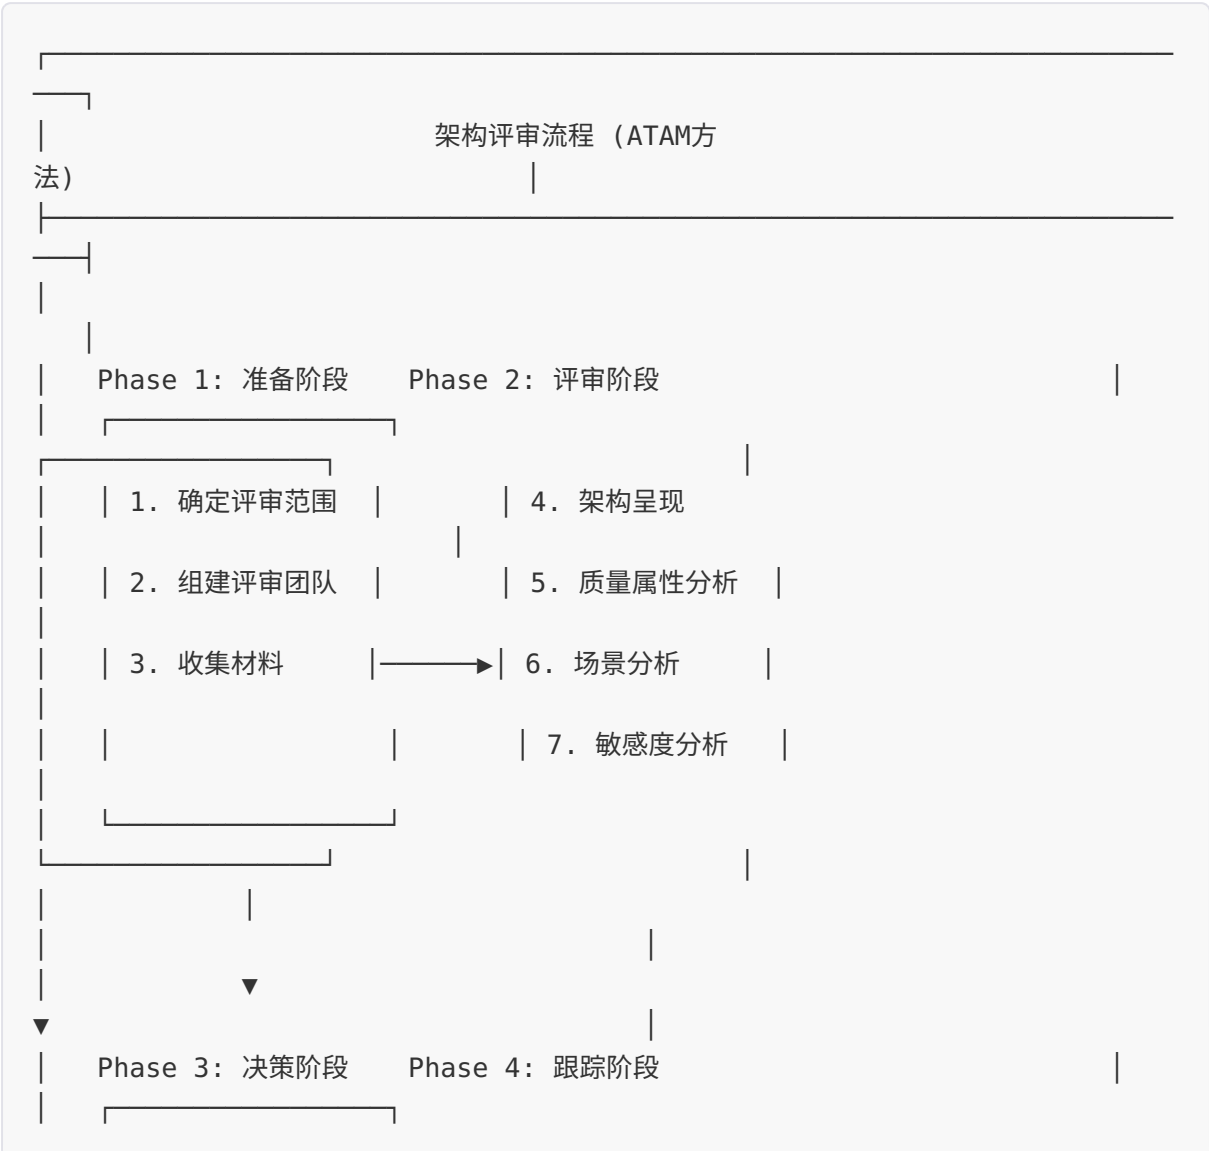 架构评审流程 (ATAM方
法)
Phase 1: 准备阶段    Phase 2: 评审阶段
1. 确定评审范围    4. 架构呈现
2. 组建评审团队    5. 质量属性分析
3. 收集材料    6. 场景分析
7. 敏感度分析
Phase 3: 决策阶段    Phase 4: 跟踪阶段